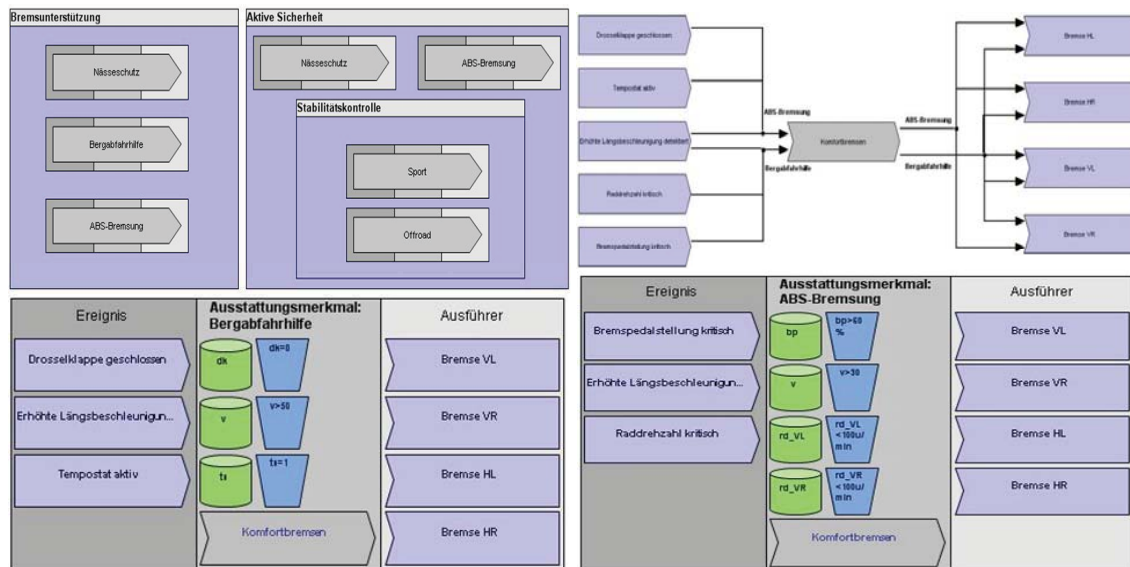 Bremsunterstützung
Nässeschutz
Bergabfahrhilfe
ABS-Bremsung
Aktive Sicherheit
Nässeschutz
ABS-Bremsung
Stabilitätskontrolle
Sport
Offroad
Drosselklappe geschlossen
Tempostat aktiv
Erhöhte Längsbeschleunigung detektiert
Raddrehzahl kritisch
Bremspedalstellung kritisch
ABS-Bremsung
Bergabfahrhilfe
Komfortbremsen
ABS-Bremsung
Bergabfahrhilfe
Bremse HL
Bremse HR
Bremse VL
Bremse VR
Ereignis
Ausstattungsmerkmal:
Bergabfahrhilfe
Ausführer
Drosselklappe geschlossen
dk
dk=0
Bremse VL
Erhöhte Längsbeschleunigun...
v
v>50
Bremse VR
Tempostat aktiv
ts
ts=1
Bremse HL
Komfortbremsen
Bremse HR
Ereignis
Ausstattungsmerkmal:
ABS-Bremsung
Ausführer
Bremspedalstellung kritisch
bp
bp>60
%
Bremse VL
Erhöhte Längsbeschleunigun...
v
v>30
Bremse VR
Raddrehzahl kritisch
rd_VL
rd_VL
<100u/
min
Bremse HL
rd_VR
rd_VR
<100u/
min
Bremse HR
Komfortbremsen